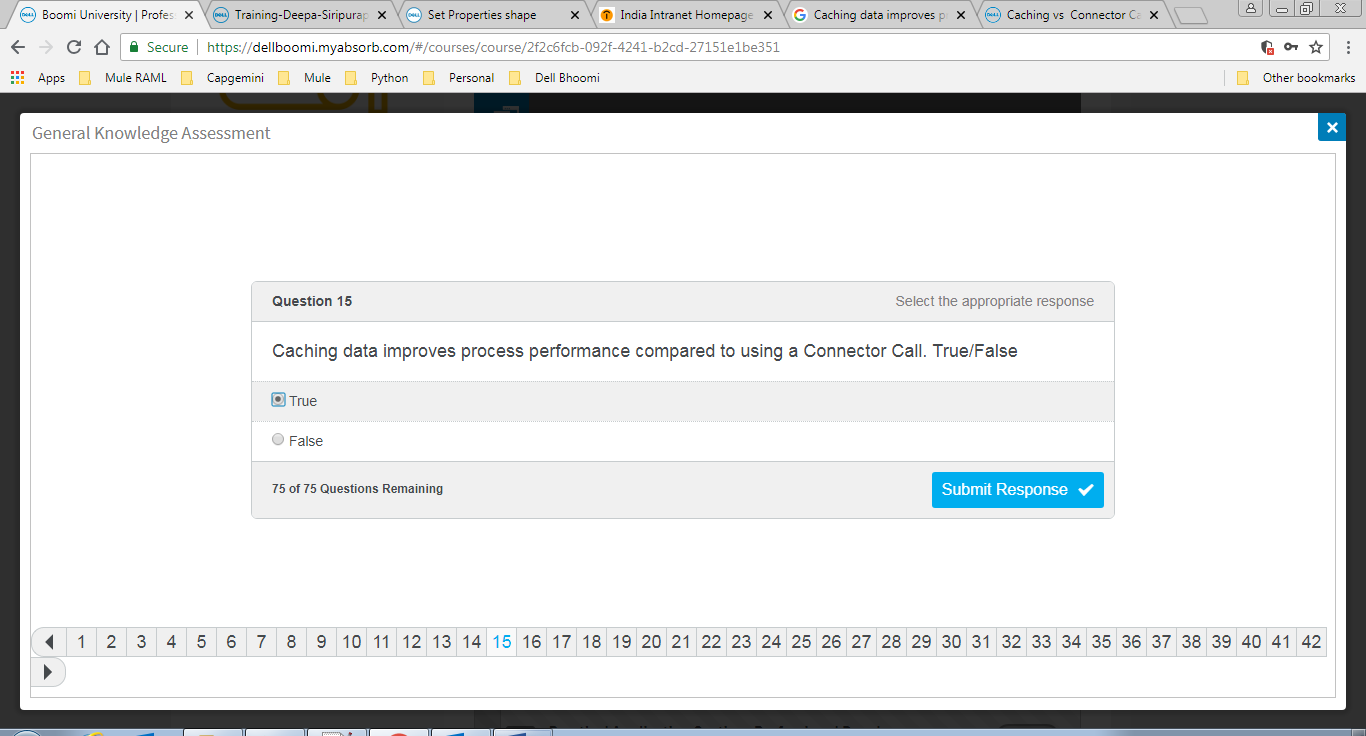 Boomi University | Profes
Training-Deepa-Siripurap
Set Properties shape
India Intranet Homepage
Caching data improves p
Caching vs Connector Ca
Secure
https://dellboomi.myabsorb.com/#/courses/course/2f2c6fcb-092f-4241-b2cd-27151e1be351
Apps Mule RAML Capgemini Mule Python Personal Dell Bhoomi Other bookmarks
General Knowledge Assessment
Question 15 Select the appropriate response
Caching data improves process performance compared to using a Connector Call. True/False
True
False
75 of 75 Questions Remaining Submit Response
1 2 3 4 5 6 7 8 9 10 11 12 13 14 15 16 17 18 19 20 21 22 23 24 25 26 27 28 29 30 31 32 33 34 35 36 37 38 39 40 41 42